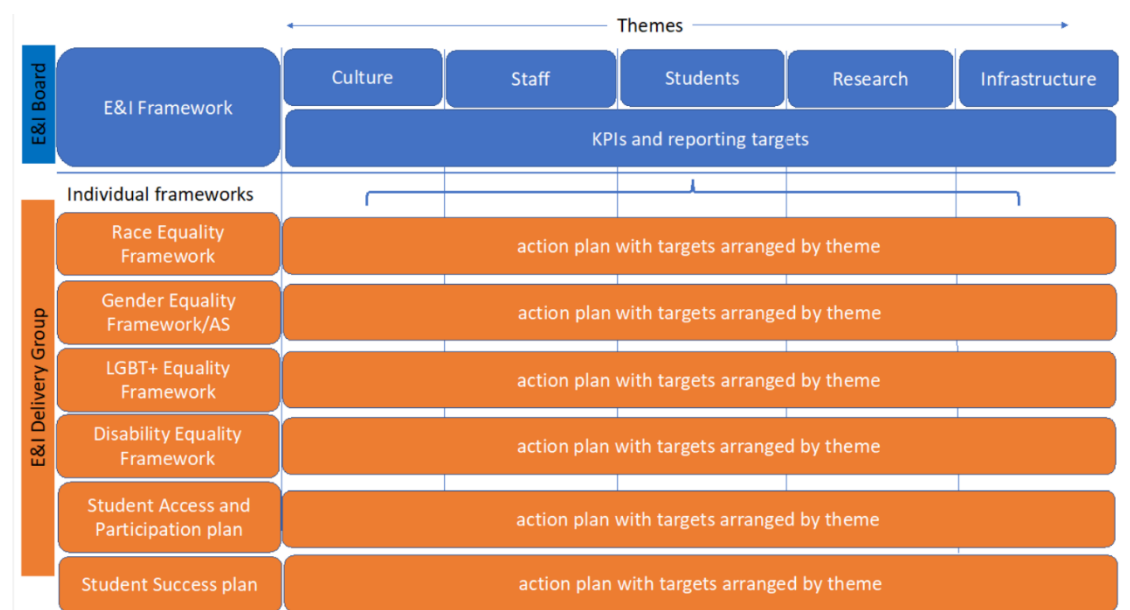 Themes
E&I Board
E&I Framework
Culture
Staff
Students
Research
Infrastructure
KPIs and reporting targets
Individual frameworks
E&I Delivery Group
Race Equality
Framework
action plan with targets arranged by theme
Gender Equality
Framework/AS
action plan with targets arranged by theme
LGBT+ Equality
Framework
action plan with targets arranged by theme
Disability Equality
Framework
action plan with targets arranged by theme
Student Access and
Participation plan
action plan with targets arranged by theme
Student Success plan
action plan with targets arranged by theme